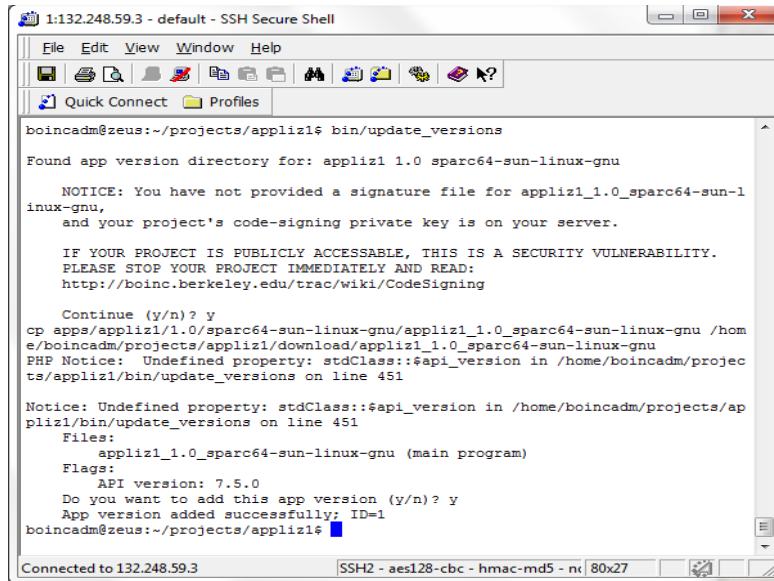 1:132.248.59.3 - default - SSH Secure Shell
File Edit View Window Help
Quick Connect Profiles
boincadm@zeus:~/projects/appliz1$ bin/update_versions
Found app version directory for: appliz1 1.0 sparc64-sun-linux-gnu
NOTICE: You have not provided a signature file for appliz1_1.0_sparc64-sun-l
inux-gnu,
and your project's code-signing private key is on your server.
IF YOUR PROJECT IS PUBLICLY ACCESSABLE, THIS IS A SECURITY VULNERABILITY.
PLEASE STOP YOUR PROJECT IMMEDIATELY AND READ:
http://boinc.berkeley.edu/trac/wiki/CodeSigning
Continue (y/n)? y
cp apps/appliz1/1.0/sparc64-sun-linux-gnu/appliz1_1.0_sparc64-sun-linux-gnu /hom
e/boincadm/projects/appliz1/download/appliz1_1.0_sparc64-sun-linux-gnu
PHP Notice:  Undefined property: stdClass::$api_version in /home/boincadm/projec
ts/appliz1/bin/update_versions on line 451
Notice: Undefined property: stdClass::$api_version in /home/boincadm/projects/ap
pliz1/bin/update_versions on line 451
Files:
appliz1_1.0_sparc64-sun-linux-gnu (main program)
Flags:
API version: 7.5.0
Do you want to add this app version (y/n)? y
App version added successfully; ID=1
boincadm@zeus:~/projects/appliz1$
Connected to 132.248.59.3 SSH2 - aes128-cbc - hmac-md5 - no 80x27